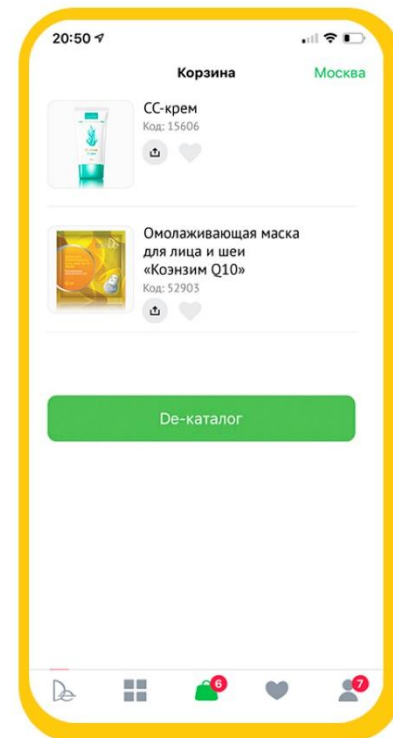 20:50
Корзина
Москва
СС-крем
Код: 15606
Омолаживающая маска
для лица и шеи
«Коэнзим Q10»
Код: 52903
De-каталог
De
6
7